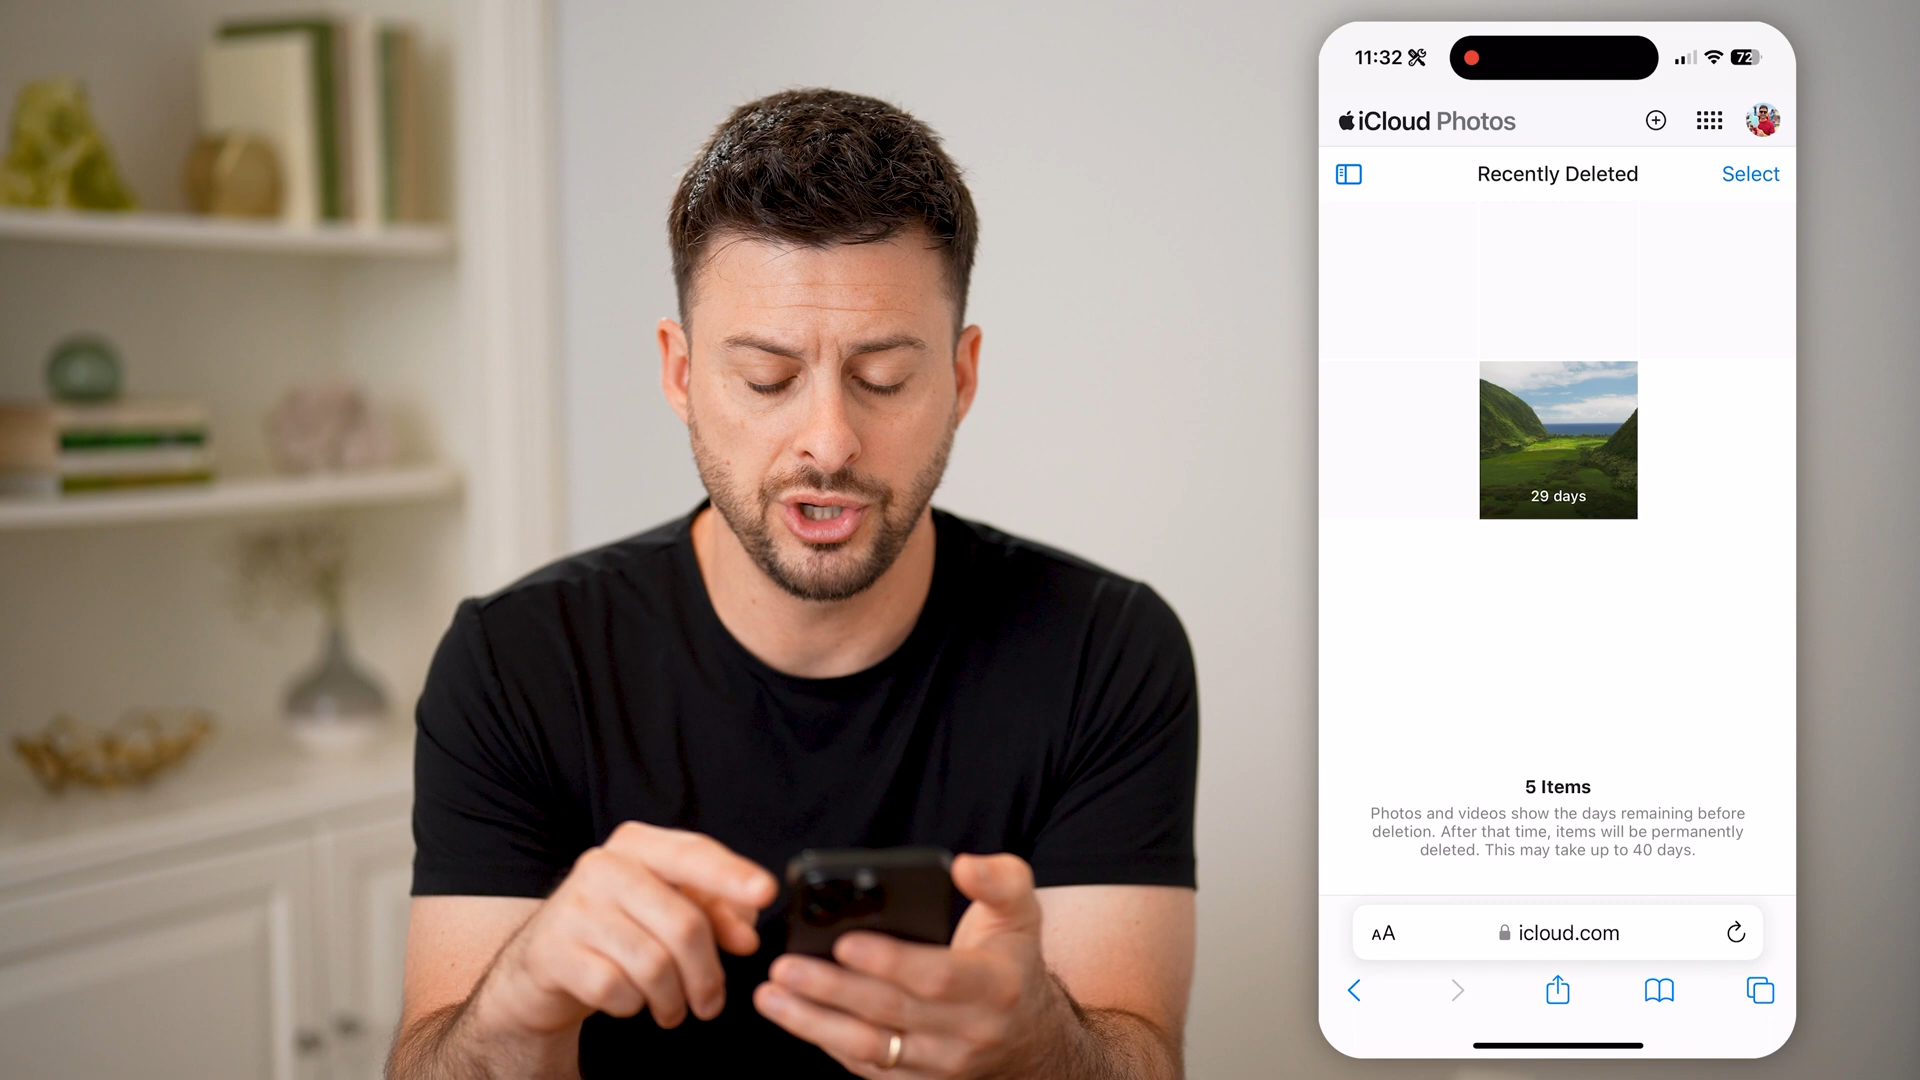 11:32
72
iCloud Photos
Recently Deleted
Select
29 days
5 Items
Photos and videos show the days remaining before
deletion. After that time, items will be permanently
deleted. This may take up to 40 days.
AA
icloud.com